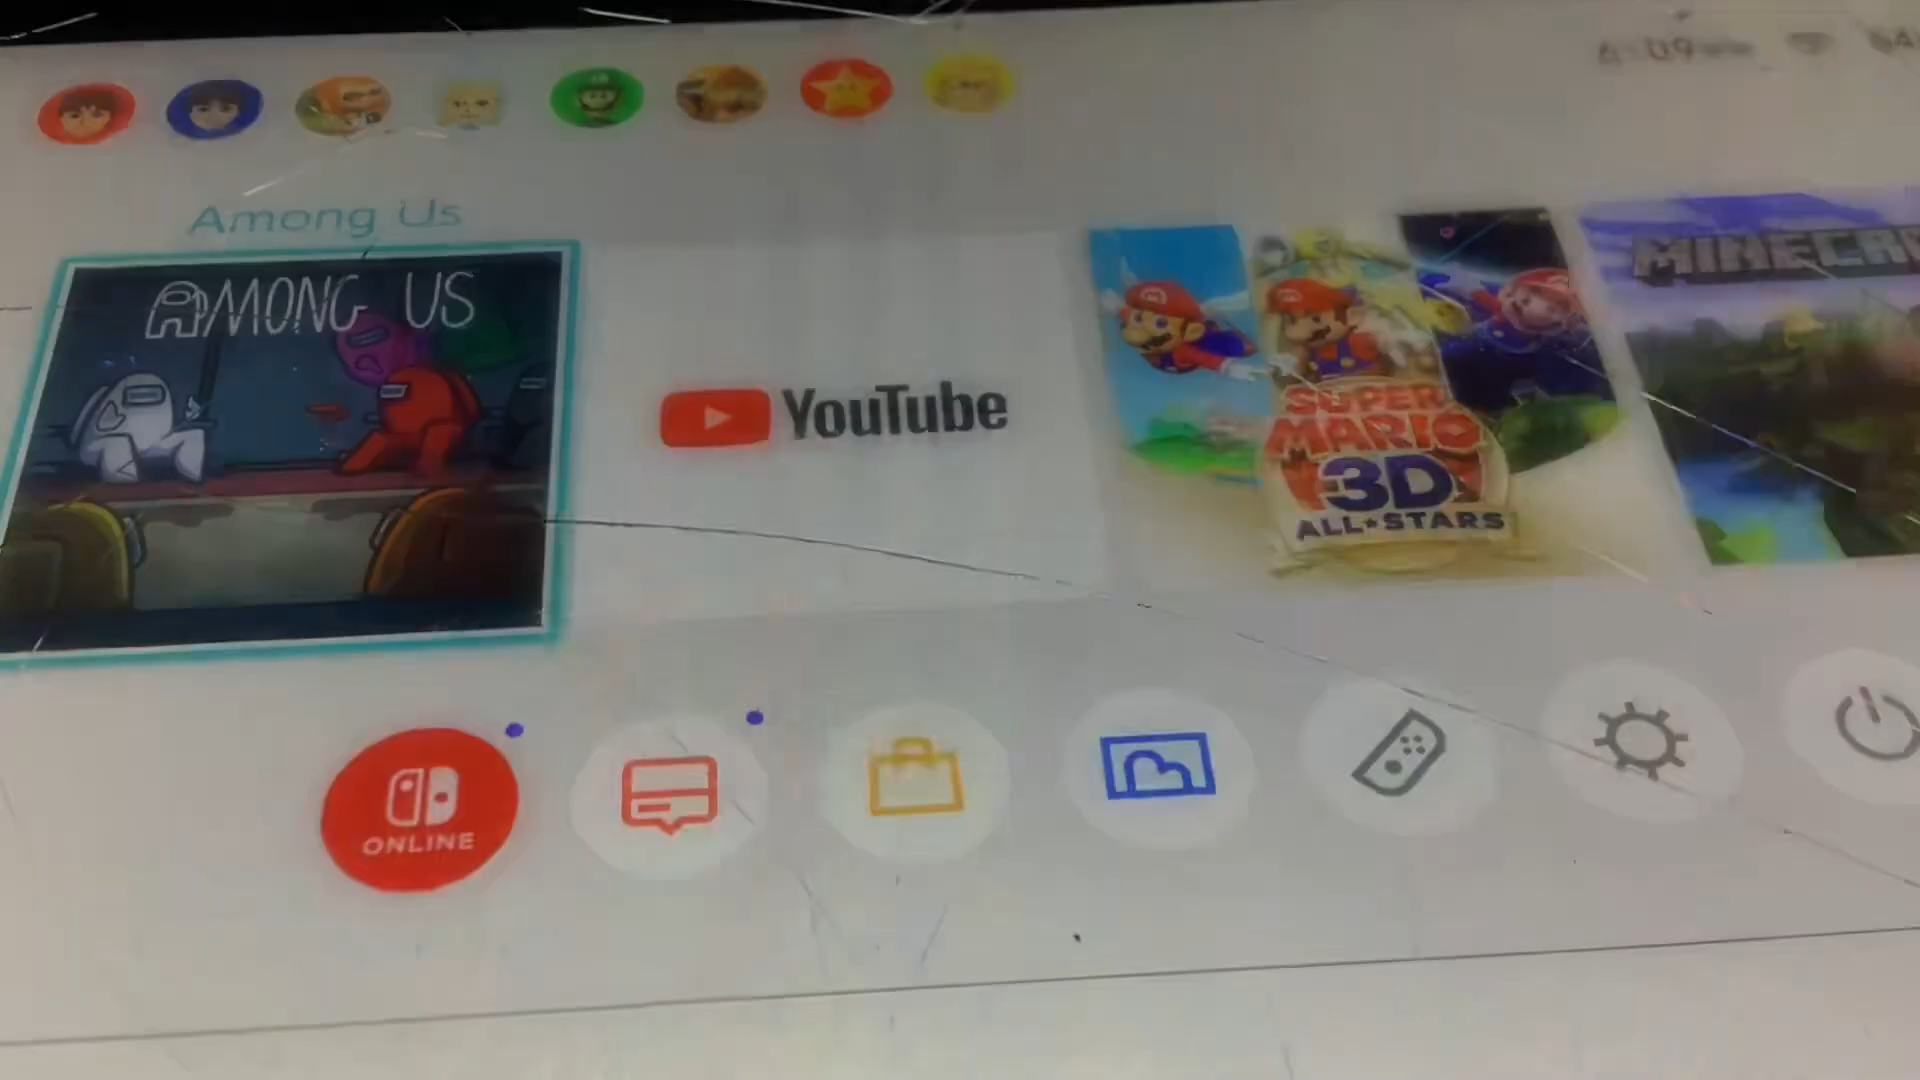 Among Us
AMONG US
YouTube
SUPER
MARIO
3D
ALL★STARS
ONLINE